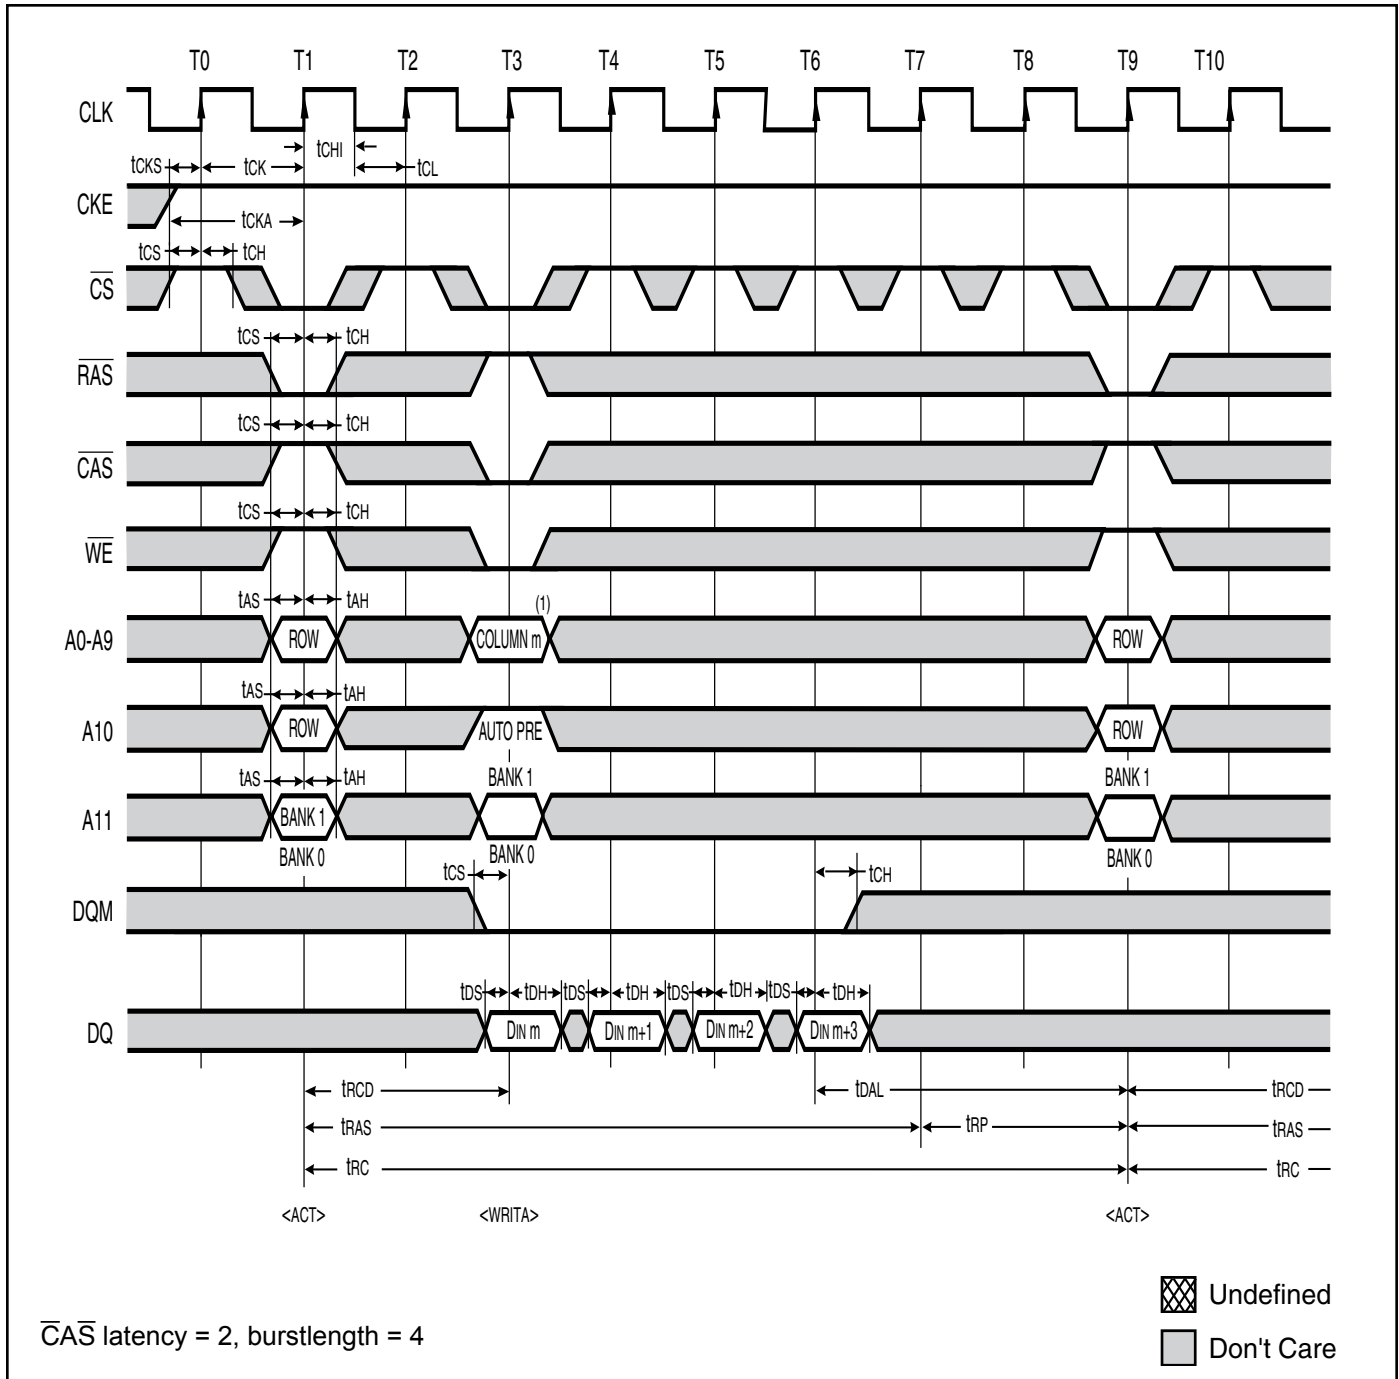 T0 T1 T2 T3 T4 T5 T6 T7 T8 T9 T10
CLK
tCHI
tCKS tCK tCL
CKE
tCKA
tCS tCH
CS
tCS tCH
RAS
tCS tCH
CAS
tCS tCH
WE
tAS tAH (1)
A0-A9 ROW COLUMN m ROW
tAS tAH
A10 ROW AUTO PRE ROW
tAS tAH BANK 1 BANK 1
A11 BANK 1
BANK 0 BANK 0 BANK 0
tCS tCH
DQM
tDS tDH tDS tDH tDS tDH tDS tDH
DQ DIN m DIN m+1 DIN m+2 DIN m+3
tRCD tDAL tRCD
tRAS tRP tRAS
tRC tRC
<ACT> <WRITA> <ACT>
Undefined
CAS latency = 2, burstlength = 4
Don't Care